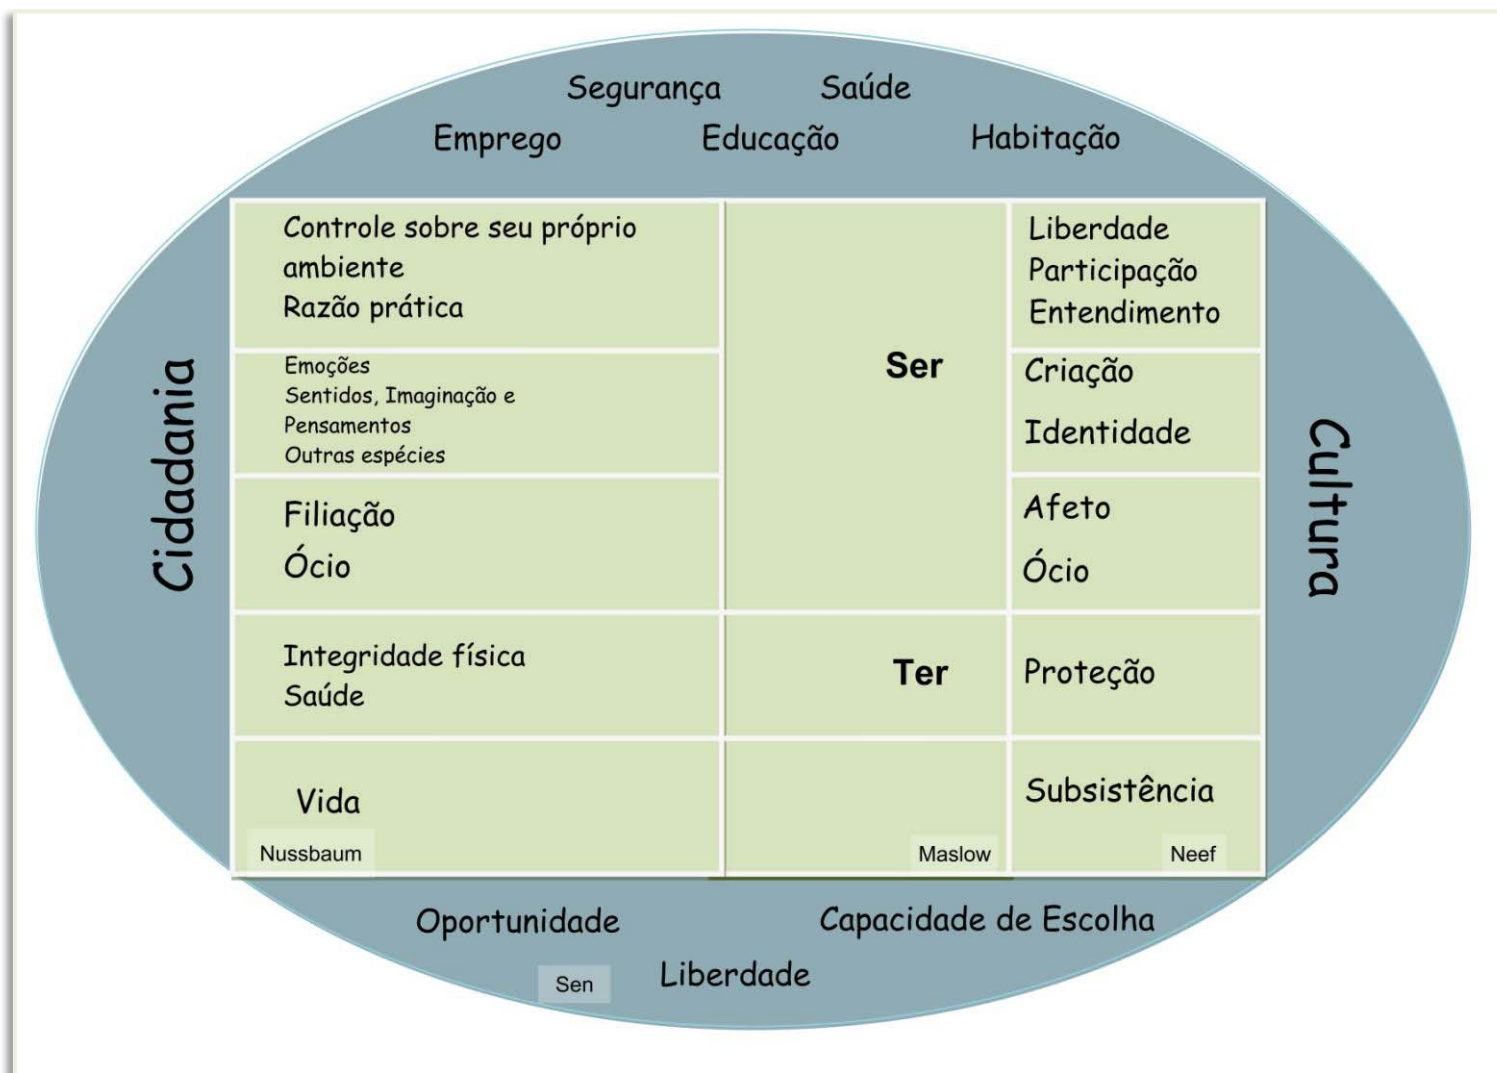 Segurança Saúde
Emprego Educação Habitação
Cidadania
Controle sobre seu próprio
ambiente
Razão prática
Emoções
Sentidos, Imaginação e
Pensamentos
Outras espécies
Filiação
Ócio
Integridade física
Saúde
Vida
Nussbaum
Ser
Ter
Maslow
Liberdade
Participação
Entendimento
Criação
Identidade
Afeto
Ócio
Proteção
Subsistência
Neef
Cultura
Oportunidade Capacidade de Escolha
Sen Liberdade